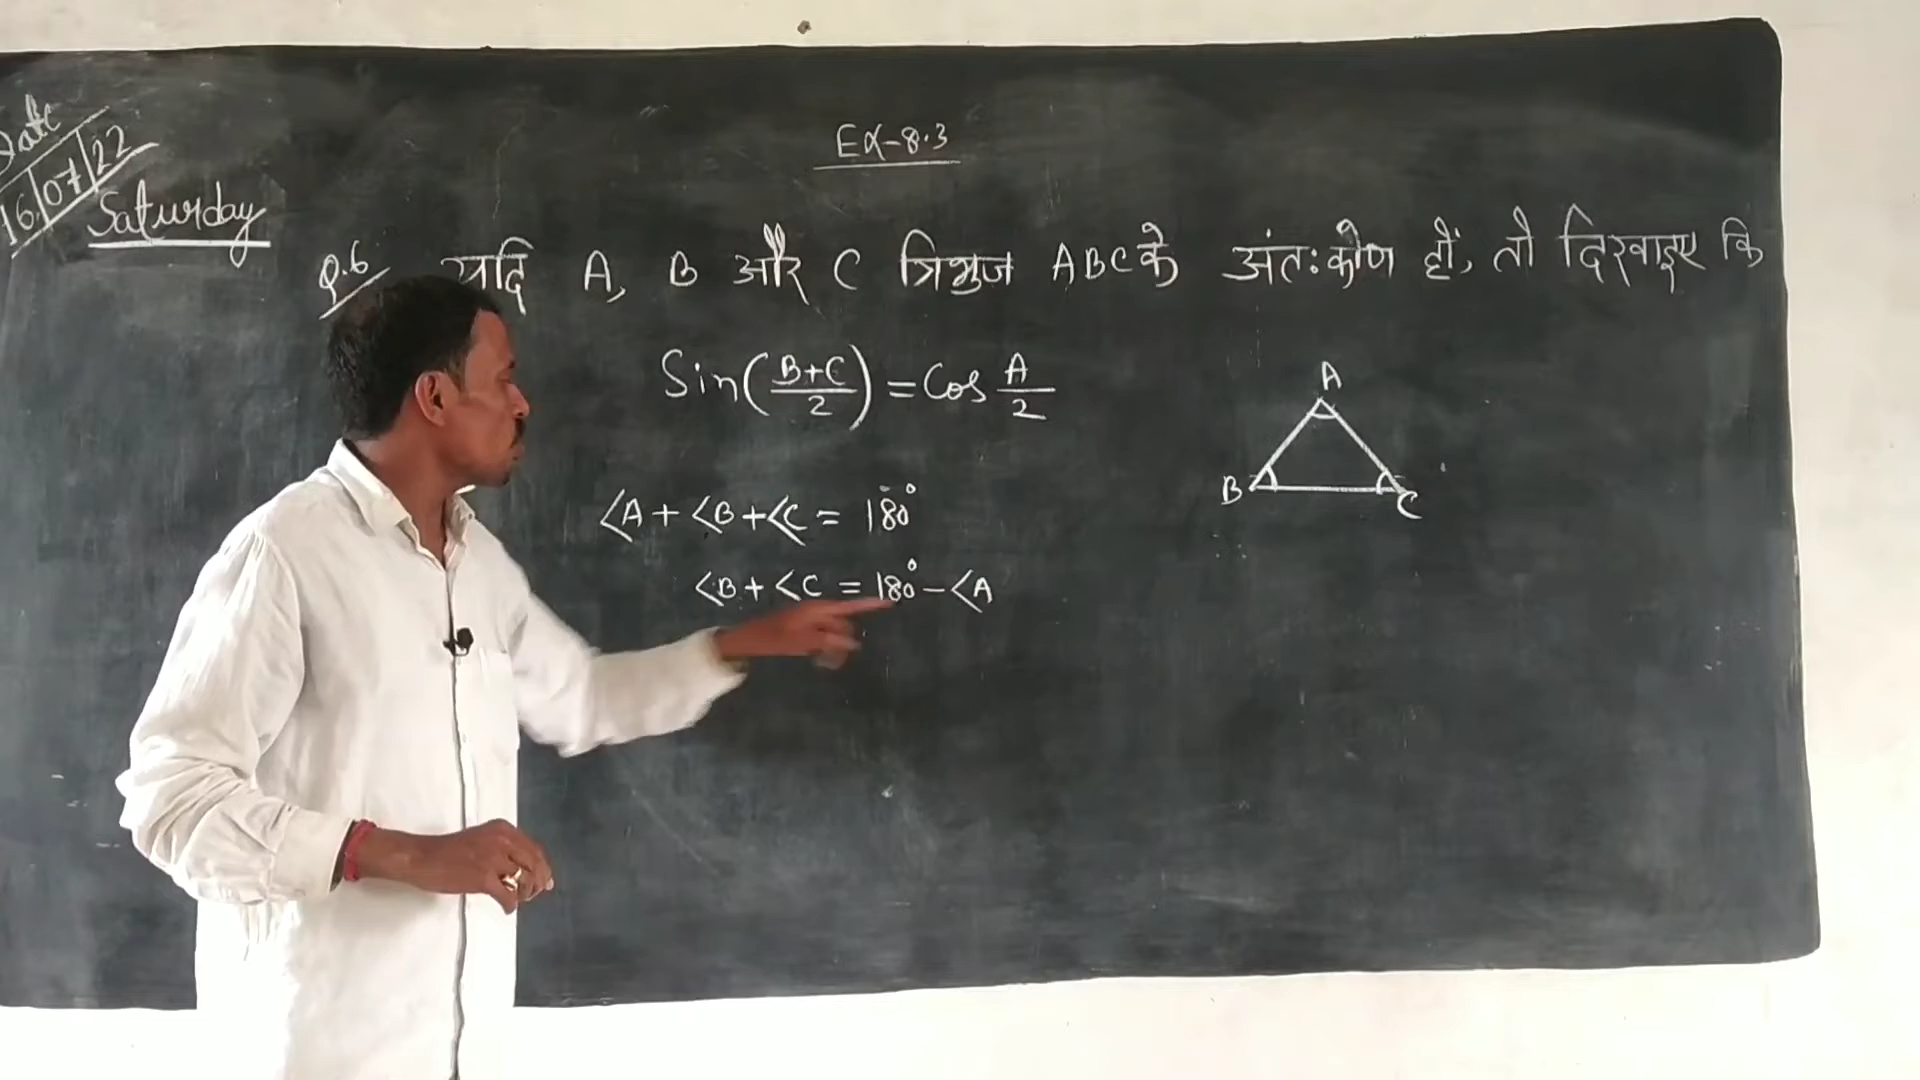 Date
16/07/22
Saturday
Ex-8.3
Q.6 यदि A, B और C त्रिभुज ABC के अंतः कोण हों, तो दिखाइए कि
Sin(B+C/2) = Cos A/2
A
B C
<A + <B + <C = 180°
<B + <C = 180° - <A